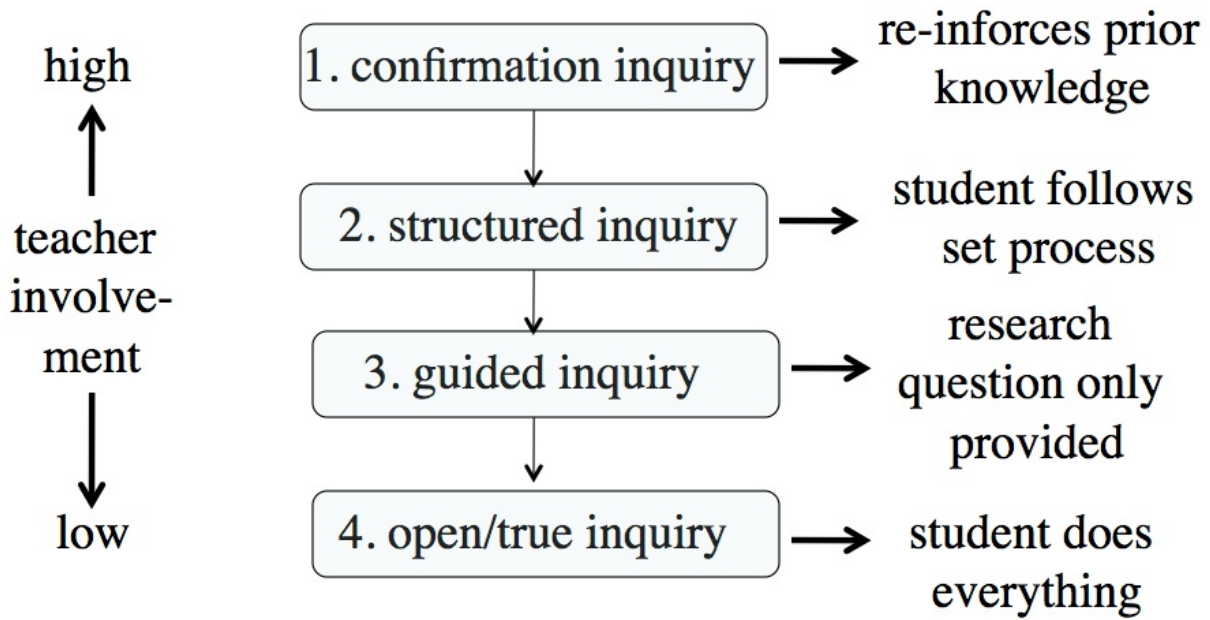 high
teacher
involve-
ment
low
1. confirmation inquiry
re-inforces prior
knowledge
2. structured inquiry
student follows
set process
3. guided inquiry
research
question only
provided
4. open/true inquiry
student does
everything